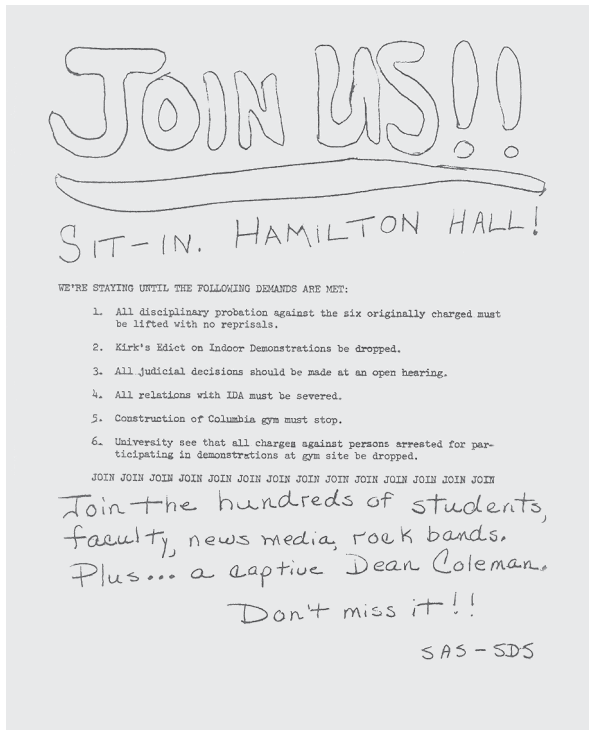 JOIN US!!
SIT-IN. HAMILTON HALL!
WE'RE STAYING UNTIL THE FOLLOWING DEMANDS ARE MET:
1. All disciplinary probation against the six originally charged must
be lifted with no reprisals.
2. Kirk's Edict on Indoor Demonstrations be dropped.
3. All judicial decisions should be made at an open hearing.
4. All relations with IDA must be severed.
5. Construction of Columbia gym must stop.
6. University see that all charges against persons arrested for par-
ticipating in demonstrations at gym site be dropped.
JOIN JOIN JOIN JOIN JOIN JOIN JOIN JOIN JOIN JOIN JOIN JOIN JOIN JOIN
Join the hundreds of students,
faculty, news media, rock bands.
Plus... a captive Dean Coleman.
Don't miss it!!
SAS - SDS